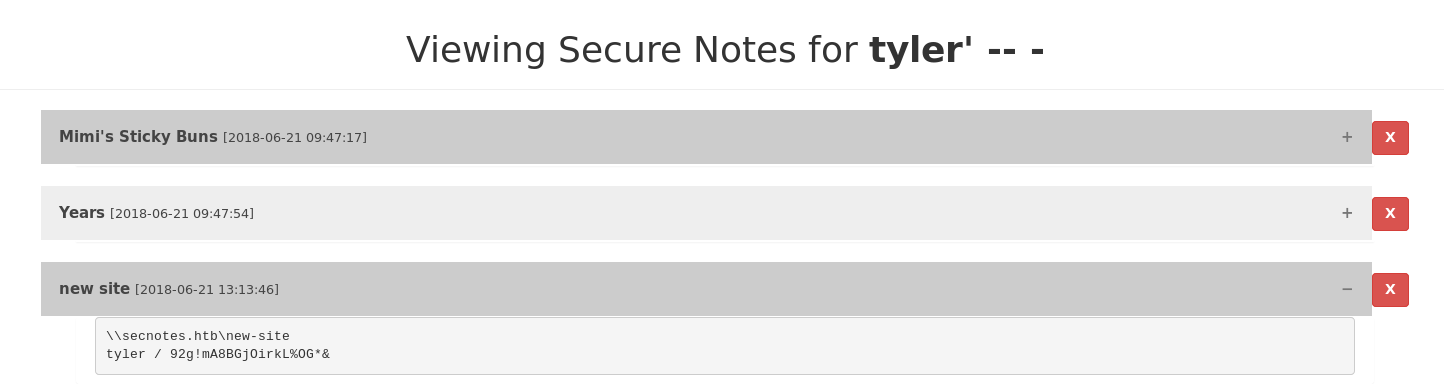 Viewing Secure Notes for tyler' -- -
Mimi's Sticky Buns [2018-06-21 09:47:17] + X
Years [2018-06-21 09:47:54] + X
new site [2018-06-21 13:13:46] − X
\\secnotes.htb\new-site
tyler / 92g!mA8BGjOirkL%OG*&